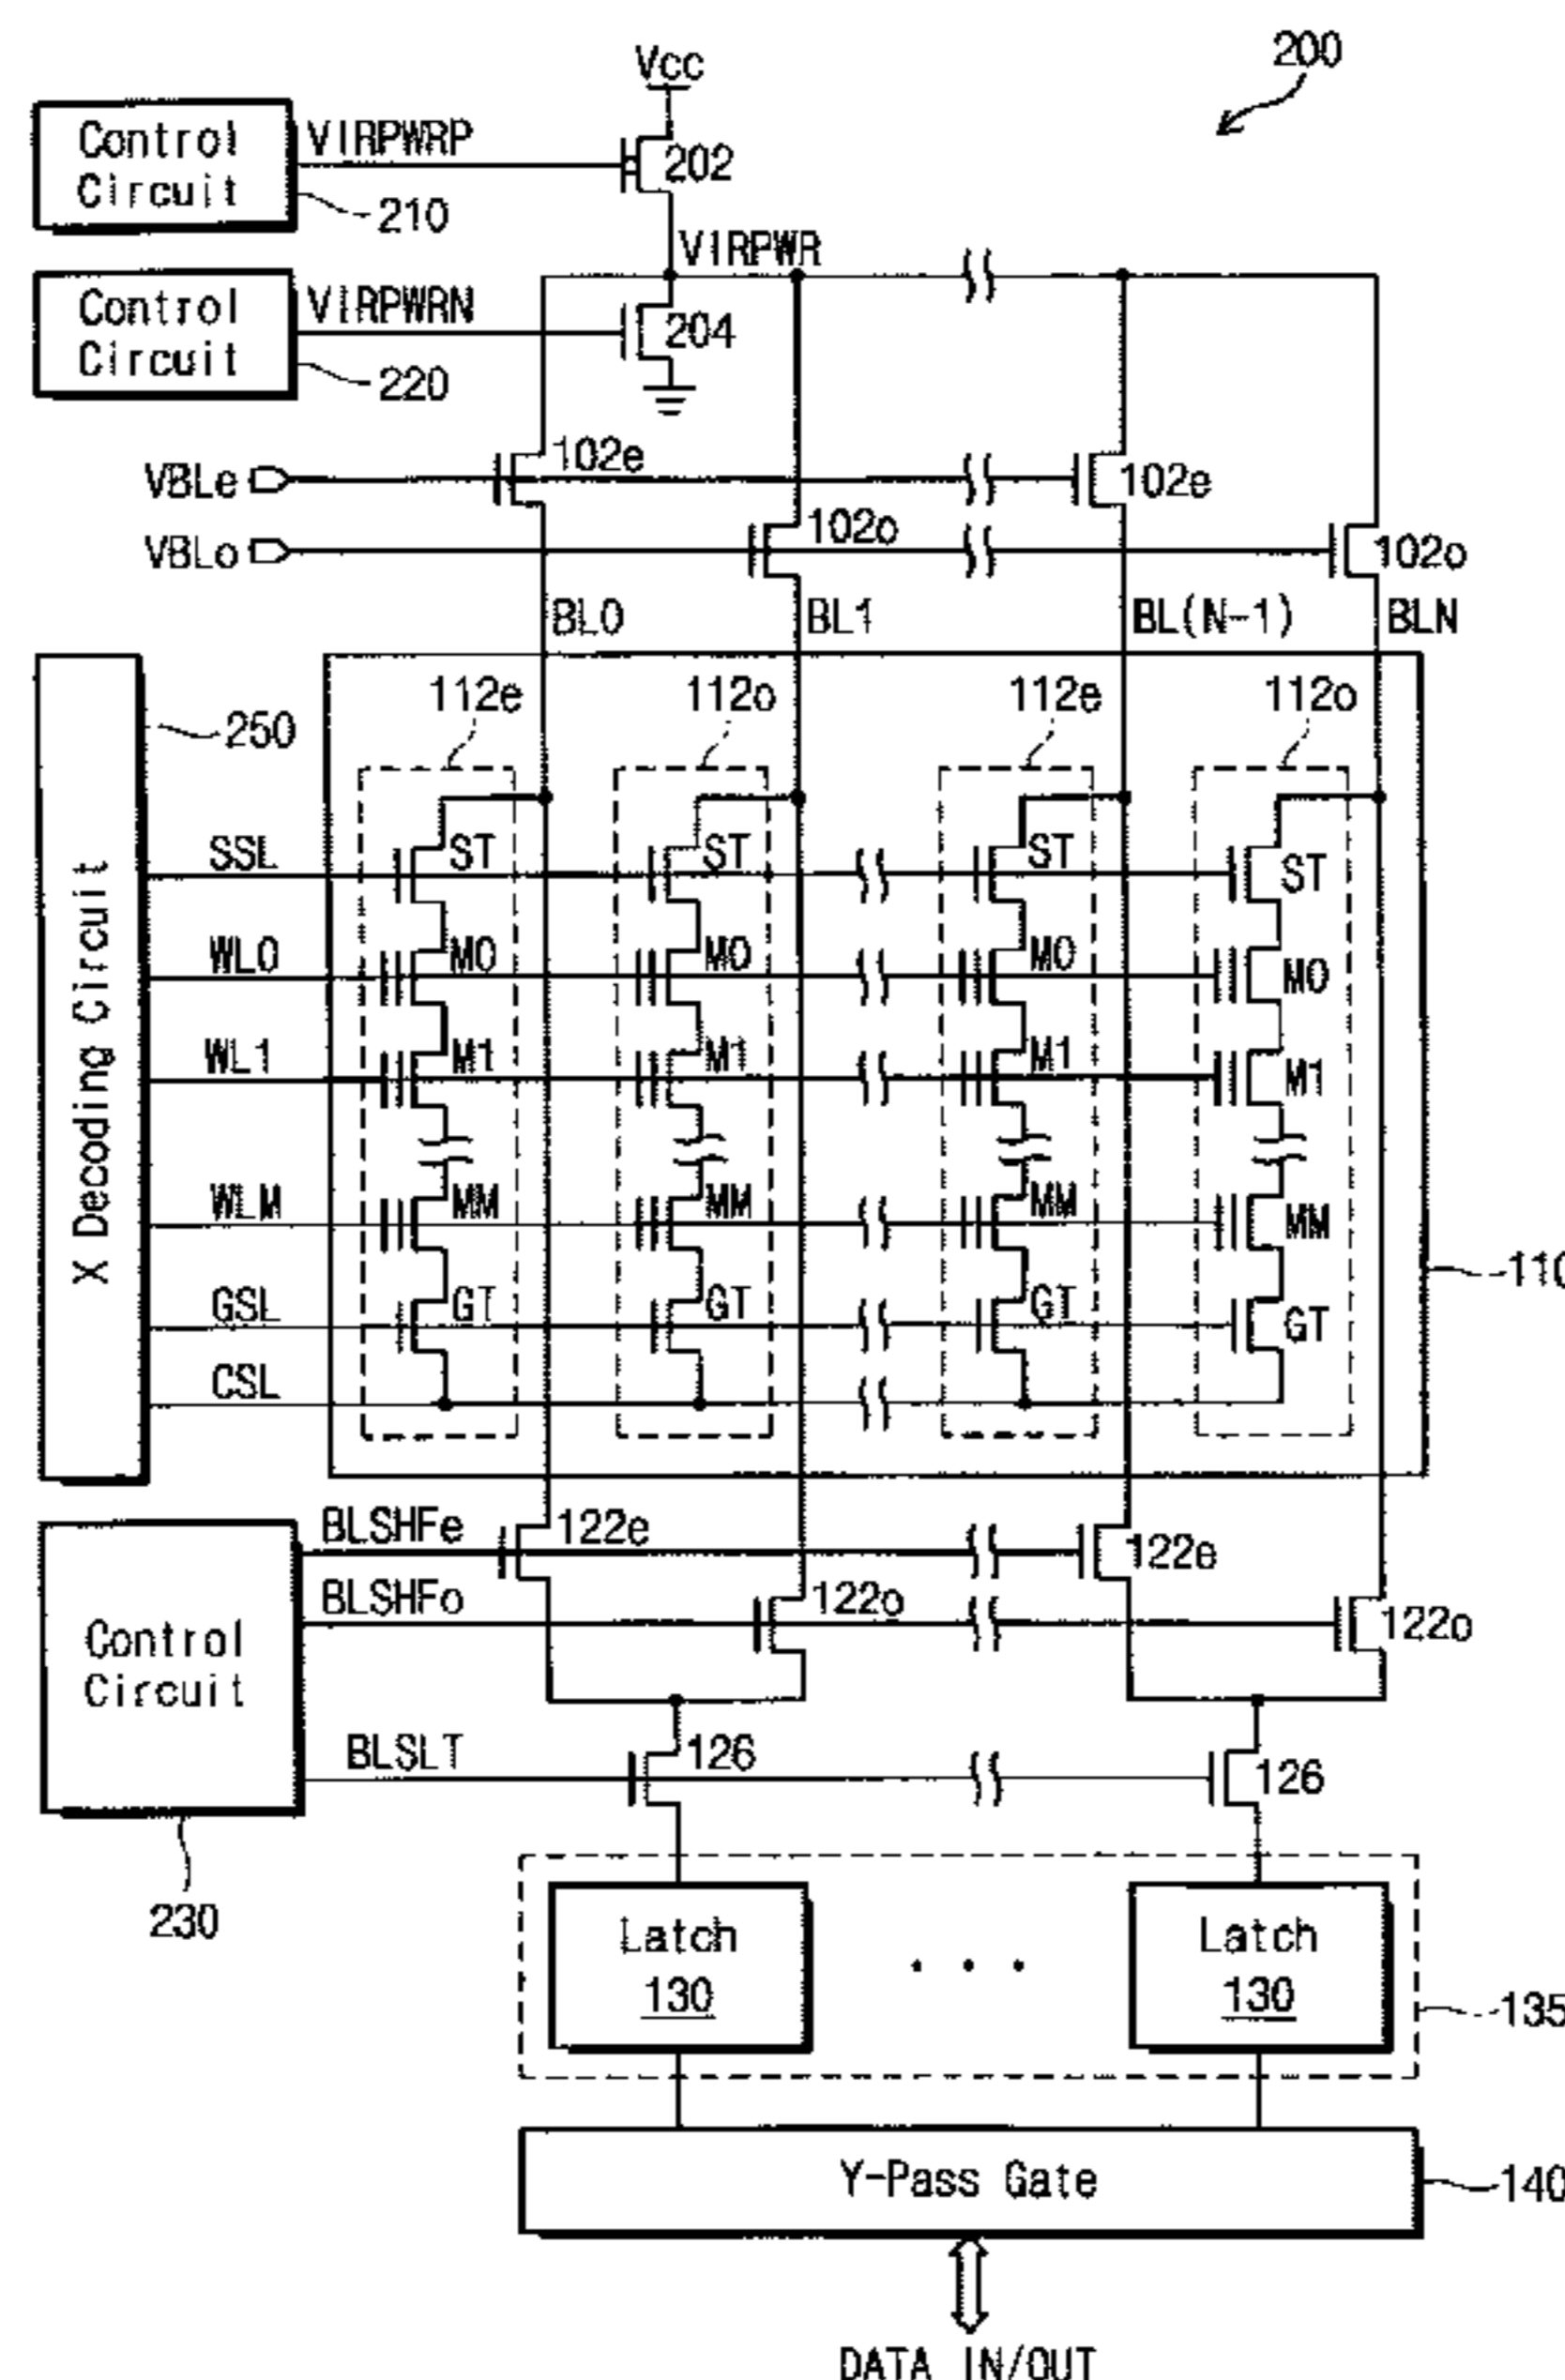 200
Vcc
Control
Circuit
VIRPWRP
202
210
VIRPWR
Control
Circuit
VIRPWRN
204
220
VBLe
102e
102e
VBLo
102o
102o
BL0
BL1
BL(N-1)
BLN
X Decoding Circuit
250
112e
112o
112e
112o
SSL
ST
ST
ST
ST
WL0
M0
M0
M0
M0
WL1
M1
M1
M1
M1
WLM
MM
MM
MM
MM
110
GSL
GT
GT
GT
GT
CSL
Control
Circuit
BLSHFe
122e
122e
BLSHFo
122o
122o
BLSLT
126
126
230
Latch
130
. . .
Latch
130
135
Y-Pass Gate
140
DATA IN/OUT